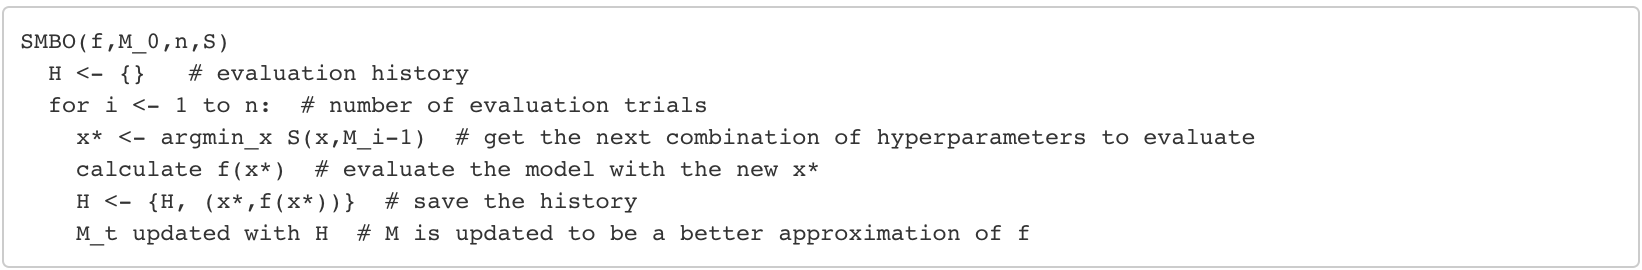 SMBO(f,M_0,n,S)
  H <- {}   # evaluation history
  for i <- 1 to n:  # number of evaluation trials
    x* <- argmin_x S(x,M_i-1)  # get the next combination of hyperparameters to evaluate
    calculate f(x*)  # evaluate the model with the new x*
    H <- {H, (x*,f(x*))}  # save the history
    M_t updated with H  # M is updated to be a better approximation of f